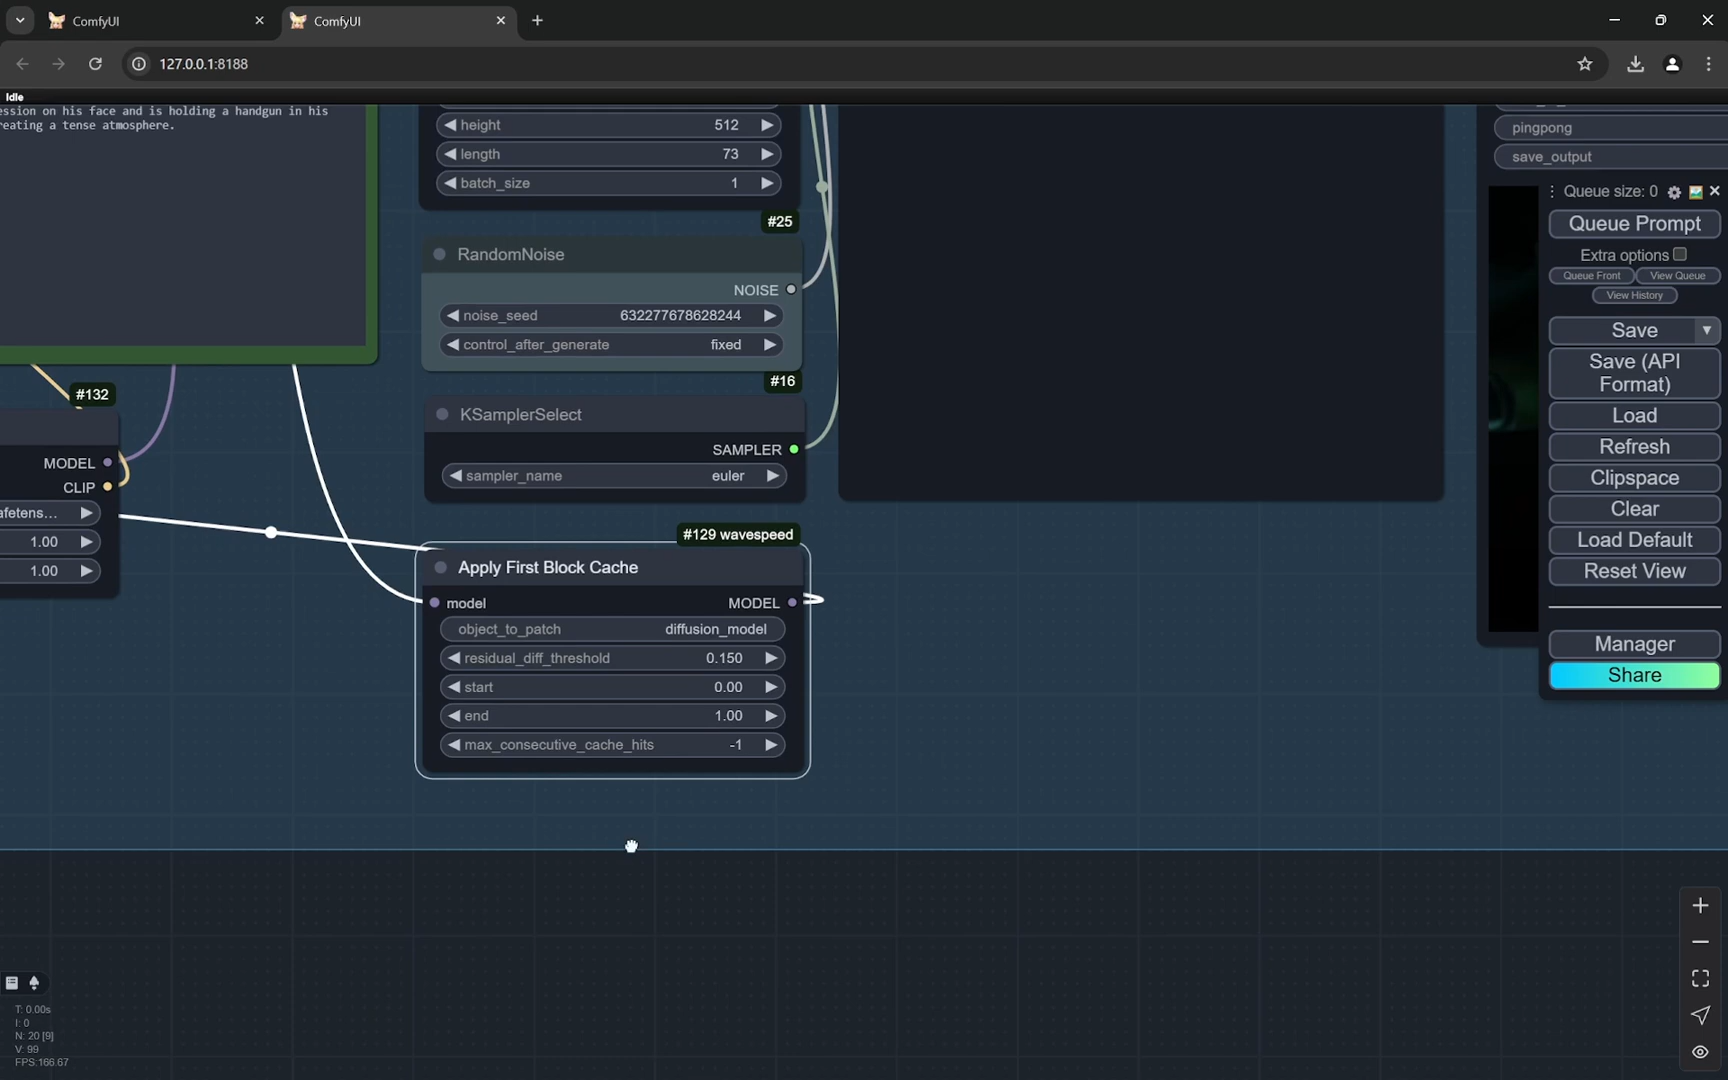 ComfyUI
ComfyUI
127.0.0.1:8188
Idle
ession on his face and is holding a handgun in his
reating a tense atmosphere.
height 512
length 73
batch_size 1
#25
RandomNoise
NOISE
noise_seed 632277678628244
control_after_generate fixed
#16
KSamplerSelect
SAMPLER
sampler_name euler
#132
MODEL
CLIP
afetens...
1.00
1.00
#129 wavespeed
Apply First Block Cache
model MODEL
object_to_patch diffusion_model
residual_diff_threshold 0.150
start 0.00
end 1.00
max_consecutive_cache_hits -1
pingpong
save_output
Queue size: 0
Queue Prompt
Extra options
Queue Front View Queue
View History
Save
Save (API
Format)
Load
Refresh
Clipspace
Clear
Load Default
Reset View
Manager
Share
T: 0.00s
I: 0
N: 20 [9]
V: 99
FPS:166.67